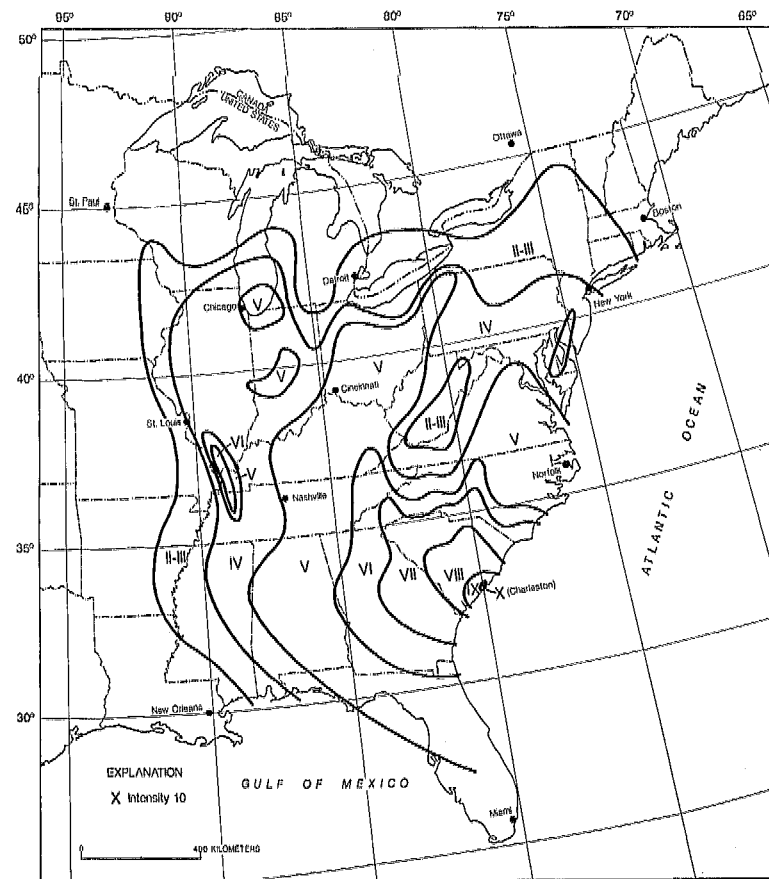 95° 90° 85° 80° 75° 70° 65°
50°
CANADA
UNITED STATES
Ottawa
St. Paul
45°
Boston
II-III
Detroit
Chicago
V
New York
IV
V
V
40°
Cincinnati
V
II-III
St. Louis
VI
V
V
Norfolk
Nashville
OCEAN
ATLANTIC
35°
II-III
IV
V
VI
VII
VIII
IX
X (Charleston)
New Orleans
30°
EXPLANATION
X Intensity 10
GULF OF MEXICO
Miami
0 400 KILOMETERS